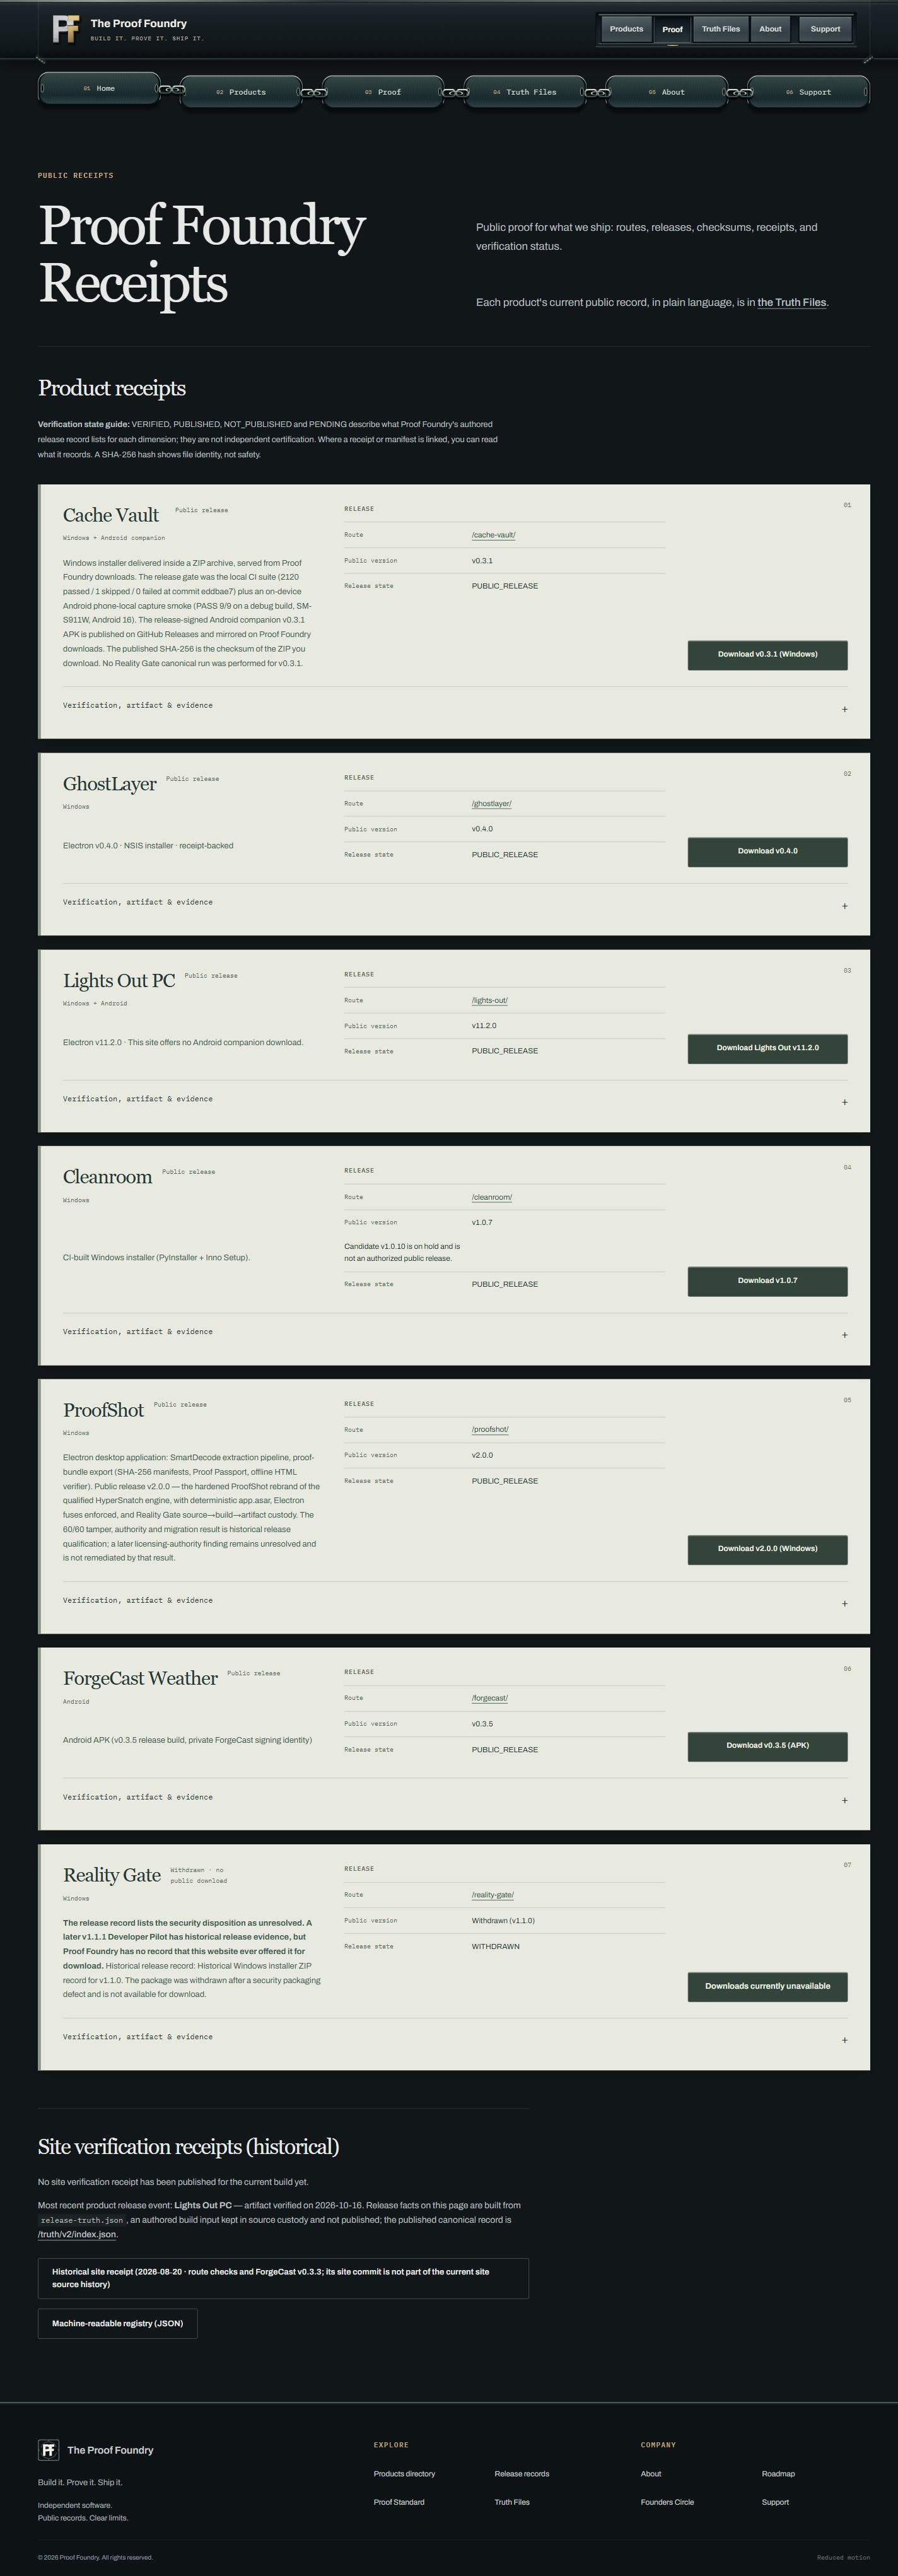 The Proof Foundry
BUILD IT. PROVE IT. SHIP IT.
Products
Proof
Truth Files
About
Support
01 Home
02 Products
03 Proof
04 Truth Files
05 About
06 Support
PUBLIC RECEIPTS
Proof Foundry
Receipts
Public proof for what we ship: routes, releases, checksums, receipts, and
verification status.
Each product's current public record, in plain language, is in the Truth Files.
Product receipts
Verification state guide: VERIFIED, PUBLISHED, NOT_PUBLISHED and PENDING describe what Proof Foundry's authored
release record lists for each dimension; they are not independent certification. Where a receipt or manifest is linked, you can read
what it records. A SHA-256 hash shows file identity, not safety.
Cache Vault
Public release
Windows + Android companion
Windows installer delivered inside a ZIP archive, served from Proof
Foundry downloads. The release gate was the local CI suite (2120
passed / 1 skipped / 0 failed at commit eddbae7) plus an on-device
Android phone-local capture smoke (PASS 9/9 on a debug build, SM-
S911W, Android 16). The release-signed Android companion v0.3.1
APK is published on GitHub Releases and mirrored on Proof Foundry
downloads. The published SHA-256 is the checksum of the ZIP you
download. No Reality Gate canonical run was performed for v0.3.1.
RELEASE
01
Route
/cache-vault/
Public version
v0.3.1
Release state
PUBLIC_RELEASE
Download v0.3.1 (Windows)
Verification, artifact & evidence
+
GhostLayer
Public release
Windows
Electron v0.4.0 · NSIS installer · receipt-backed
RELEASE
02
Route
/ghostlayer/
Public version
v0.4.0
Release state
PUBLIC_RELEASE
Download v0.4.0
Verification, artifact & evidence
+
Lights Out PC
Public release
Windows + Android
Electron v11.2.0 · This site offers no Android companion download.
RELEASE
03
Route
/lights-out/
Public version
v11.2.0
Release state
PUBLIC_RELEASE
Download Lights Out v11.2.0
Verification, artifact & evidence
+
Cleanroom
Public release
Windows
CI-built Windows installer (PyInstaller + Inno Setup).
RELEASE
04
Route
/cleanroom/
Public version
v1.0.7
Candidate v1.0.10 is on hold and is
not an authorized public release.
Release state
PUBLIC_RELEASE
Download v1.0.7
Verification, artifact & evidence
+
ProofShot
Public release
Windows
Electron desktop application: SmartDecode extraction pipeline, proof-
bundle export (SHA-256 manifests, Proof Passport, offline HTML
verifier). Public release v2.0.0 — the hardened ProofShot rebrand of the
qualified HyperSnatch engine, with deterministic app.asar, Electron
fuses enforced, and Reality Gate source→build→artifact custody. The
60/60 tamper, authority and migration result is historical release
qualification; a later licensing-authority finding remains unresolved and
is not remediated by that result.
RELEASE
05
Route
/proofshot/
Public version
v2.0.0
Release state
PUBLIC_RELEASE
Download v2.0.0 (Windows)
Verification, artifact & evidence
+
ForgeCast Weather
Public release
Android
Android APK (v0.3.5 release build, private ForgeCast signing identity)
RELEASE
06
Route
/forgecast/
Public version
v0.3.5
Release state
PUBLIC_RELEASE
Download v0.3.5 (APK)
Verification, artifact & evidence
+
Reality Gate
Withdrawn · no
public download
Windows
The release record lists the security disposition as unresolved. A
later v1.1.1 Developer Pilot has historical release evidence, but
Proof Foundry has no record that this website ever offered it for
download. Historical release record: Historical Windows installer ZIP
record for v1.1.0. The package was withdrawn after a security packaging
defect and is not available for download.
RELEASE
07
Route
/reality-gate/
Public version
Withdrawn (v1.1.0)
Release state
WITHDRAWN
Downloads currently unavailable
Verification, artifact & evidence
+
Site verification receipts (historical)
No site verification receipt has been published for the current build yet.
Most recent product release event: Lights Out PC — artifact verified on 2026-10-16. Release facts on this page are built from
release-truth.json, an authored build input kept in source custody and not published; the published canonical record is
/truth/v2/index.json.
Historical site receipt (2026-08-20 · route checks and ForgeCast v0.3.3; its site commit is not part of the current site
source history)
Machine-readable registry (JSON)
The Proof Foundry
Build it. Prove it. Ship it.
Independent software.
Public records. Clear limits.
EXPLORE
Products directory
Release records
Proof Standard
Truth Files
COMPANY
About
Roadmap
Founders Circle
Support
© 2026 Proof Foundry. All rights reserved.
Reduced motion